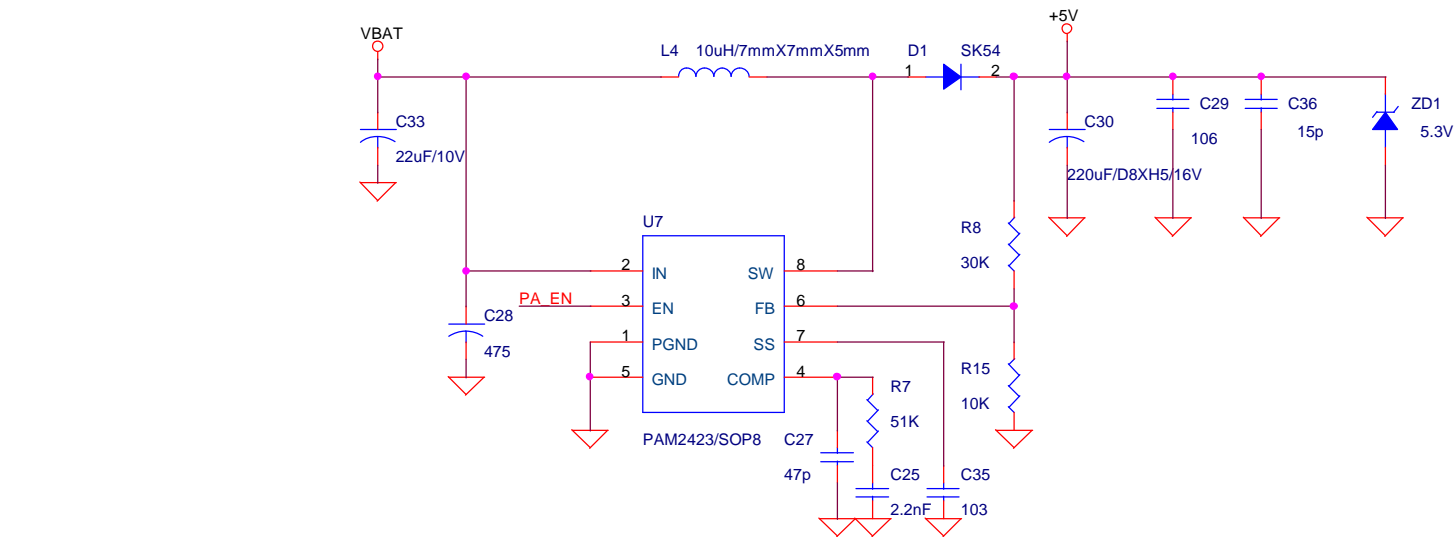 +5V
VBAT
L4 10uH/7mmX7mmX5mm D1 SK54
1 2
C33
22uF/10V
C30
220uF/D8XH5/16V
C29
106
C36
15p
ZD1
5.3V
U7
R8
30K
2 IN SW 8
PA_EN 3 EN FB 6
1 PGND SS 7
5 GND COMP 4
C28
475
R15
10K
R7
51K
PAM2423/SOP8
C27
47p
C25
2.2nF
C35
103